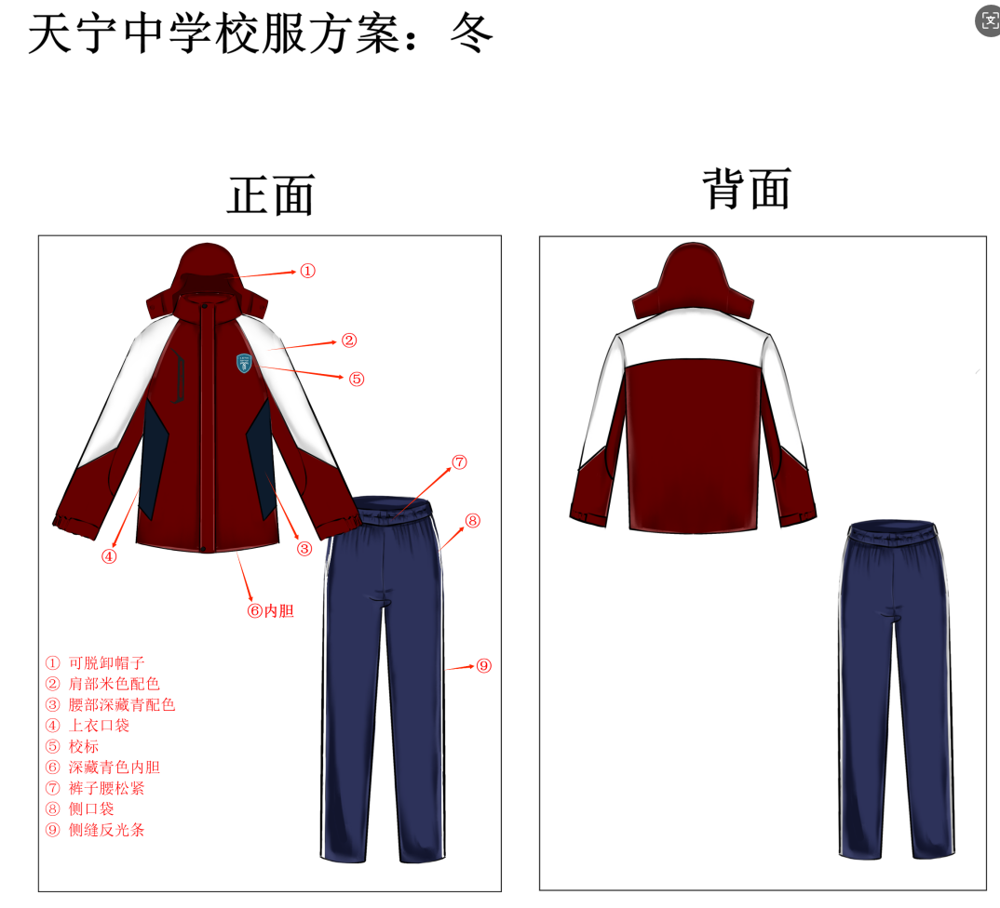 天宁中学校服方案：冬
正面
背面
①
②
⑤
⑦
⑧
③
④
⑥内胆
⑨
① 可脱卸帽子
② 肩部米色配色
③ 腰部深藏青配色
④ 上衣口袋
⑤ 校标
⑥ 深藏青色内胆
⑦ 裤子腰松紧
⑧ 侧口袋
⑨ 侧缝反光条